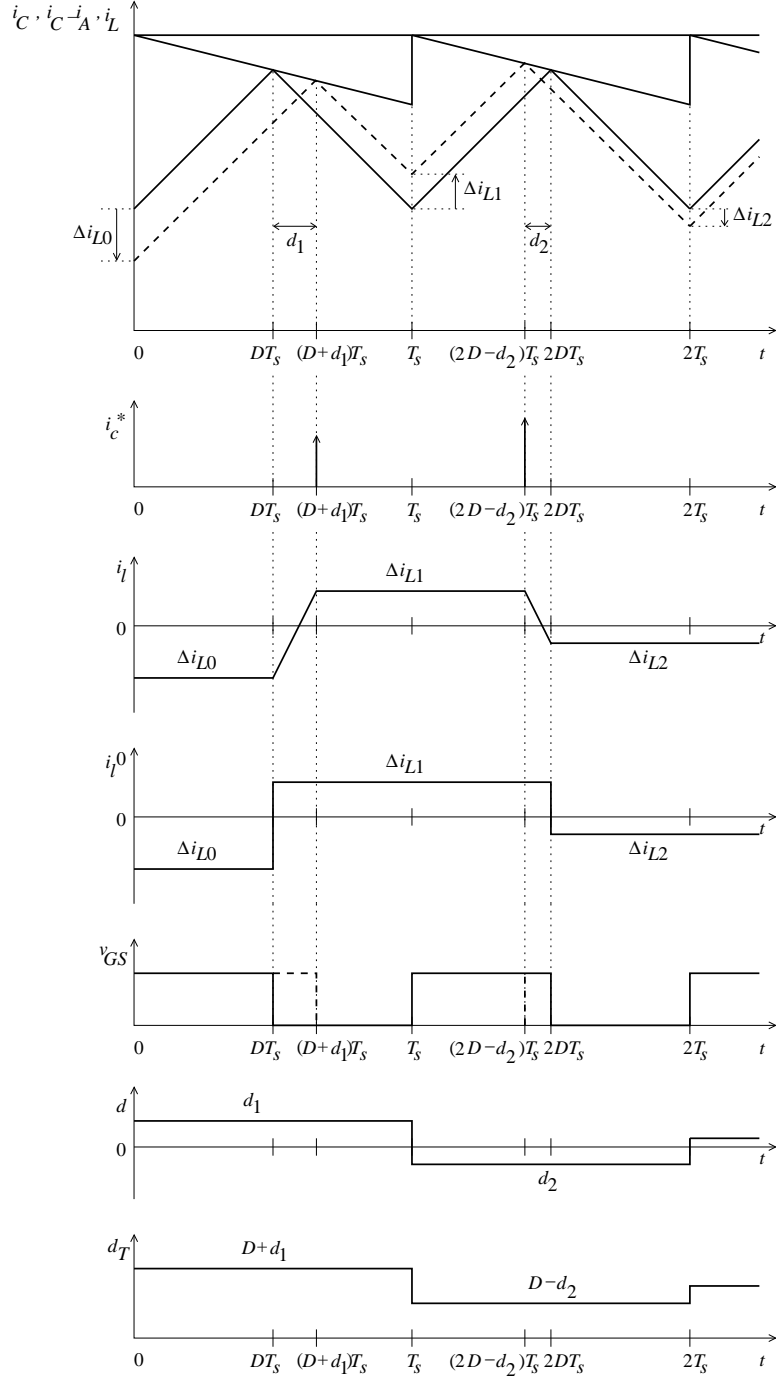 i_C , i_C – i_A , i_L
Δi_L0
d_1
Δi_L1
d_2
Δi_L2
0 DT_s (D+d_1)T_s T_s (2D–d_2)T_s 2DT_s 2T_s t
i_c^*
0 DT_s (D+d_1)T_s T_s (2D–d_2)T_s 2DT_s 2T_s t
i_l
Δi_L1
0
t
Δi_L0
Δi_L2
i_l^0
Δi_L1
0
t
Δi_L0
Δi_L2
v_GS
0 DT_s (D+d_1)T_s T_s (2D–d_2)T_s 2DT_s 2T_s t
d
d_1
0
t
d_2
d_T
D+d_1
D–d_2
0 DT_s (D+d_1)T_s T_s (2D–d_2)T_s 2DT_s 2T_s t